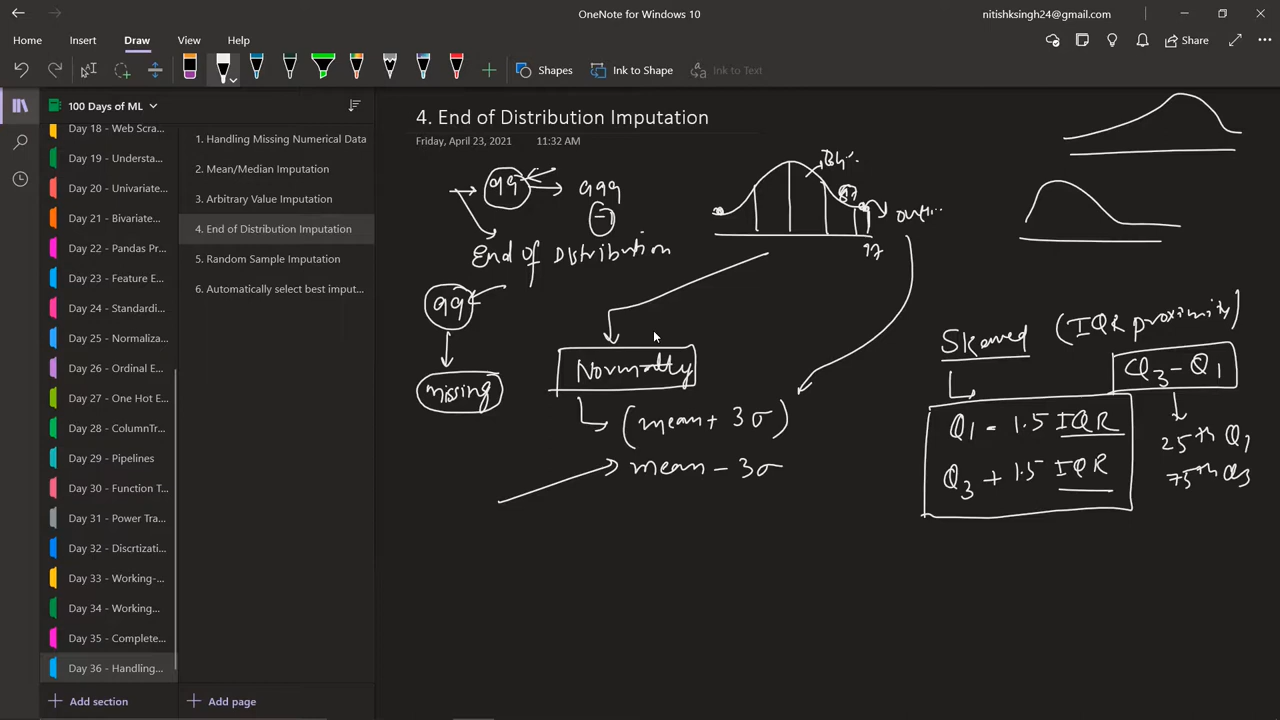 OneNote for Windows 10
nitishksingh24@gmail.com
Home
Insert
Draw
View
Help
Share
Shapes
Ink to Shape
Ink to Text
100 Days of ML
Day 18 - Web Scra...
Day 19 - Understa...
Day 20 - Univariate...
Day 21 - Bivariate...
Day 22 - Pandas Pr...
Day 23 - Feature E...
Day 24 - Standardi...
Day 25 - Normaliza...
Day 26 - Ordinal E...
Day 27 - One Hot E...
Day 28 - ColumnTr...
Day 29 - Pipelines
Day 30 - Function T...
Day 31 - Power Tra...
Day 32 - Discrtizati...
Day 33 - Working-...
Day 34 - Working...
Day 35 - Complete...
Day 36 - Handling...
Add section
1. Handling Missing Numerical Data
2. Mean/Median Imputation
3. Arbitrary Value Imputation
4. End of Distribution Imputation
5. Random Sample Imputation
6. Automatically select best imput...
Add page
4. End of Distribution Imputation
Friday, April 23, 2021 11:32 AM
99 999
-1
End of Distribution
99
missing
97
Normally
(mean + 3σ)
mean - 3σ
Skewed (IQR proximity)
Q3 - Q1
Q1 - 1.5 IQR
Q3 + 1.5 IQR
25th Q1
75th Q3